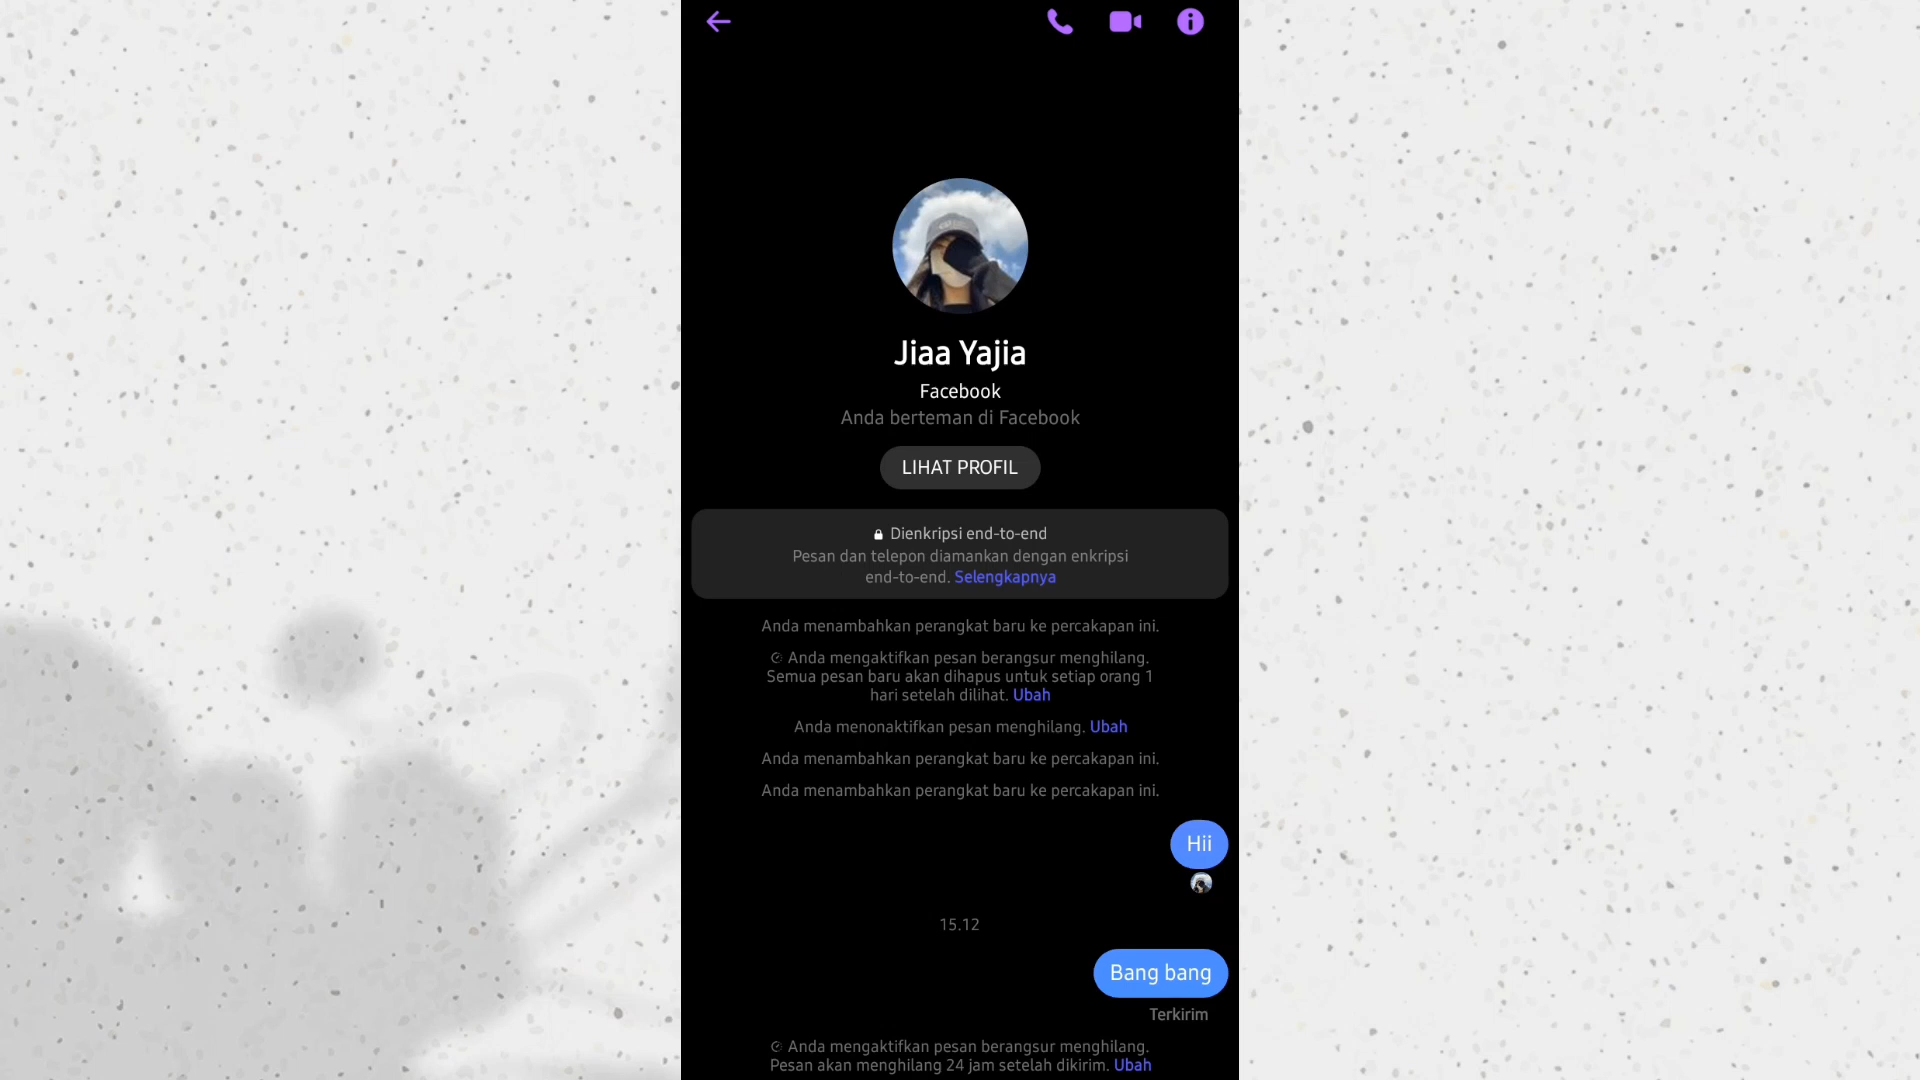 Jiaa Yajia
Facebook
Anda berteman di Facebook
LIHAT PROFIL
Dienkripsi end-to-end
Pesan dan telepon diamankan dengan enkripsi
end-to-end. Selengkapnya
Anda menambahkan perangkat baru ke percakapan ini.
Anda mengaktifkan pesan berangsur menghilang.
Semua pesan baru akan dihapus untuk setiap orang 1
hari setelah dilihat. Ubah
Anda menonaktifkan pesan menghilang. Ubah
Anda menambahkan perangkat baru ke percakapan ini.
Anda menambahkan perangkat baru ke percakapan ini.
Hii
15.12
Bang bang
Terkirim
Anda mengaktifkan pesan berangsur menghilang.
Pesan akan menghilang 24 jam setelah dikirim. Ubah